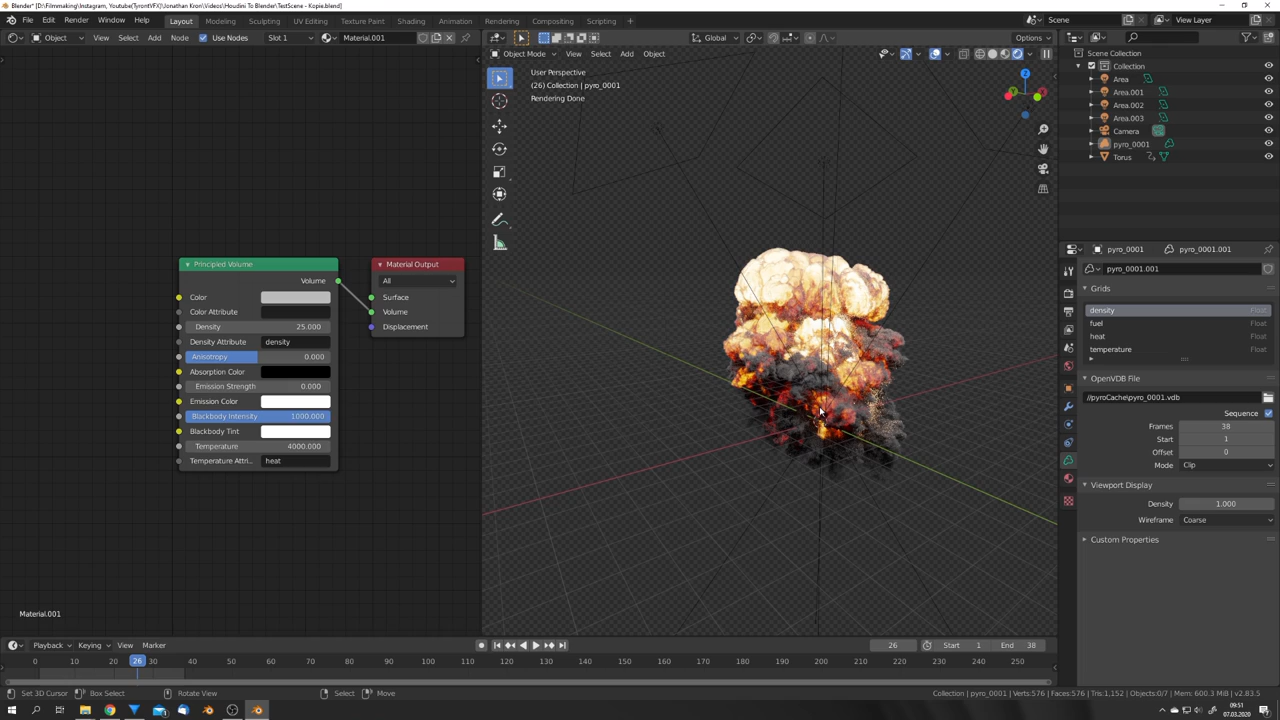 Blender* [D:\Filmmaking\Instagram, Youtube, TyrontVFX\Jonathan Kron\Videos\Houdini To Blender\TestScene - Kopie.blend]
File Edit Render Window Help Layout Modeling Sculpting UV Editing Texture Paint Shading Animation Rendering Compositing Scripting Scene View Layer
Object View Select Add Node Use Nodes Slot 1 Material.001 Global Options
Object Mode View Select Add Object
User Perspective
(26) Collection | pyro_0001
Rendering Done
Principled Volume
Volume
Color
Color Attribute
Density 25.000
Density Attribute density
Anisotropy 0.000
Absorption Color
Emission Strength 0.000
Emission Color
Blackbody Intensity 1000.000
Blackbody Tint
Temperature 4000.000
Temperature Attri... heat
Material Output
All
Surface
Volume
Displacement
Material.001
X
Y
Z
Scene Collection
Collection
Area
Area.001
Area.002
Area.003
Camera
pyro_0001
Torus
pyro_0001 pyro_0001.001
pyro_0001.001
Grids
density Float
fuel Float
heat Float
temperature Float
OpenVDB File
//pyroCache\pyro_0001.vdb
Sequence
Frames 38
Start 1
Offset 0
Mode Clip
Viewport Display
Density 1.000
Wireframe Coarse
Custom Properties
Playback Keying View Marker 26 Start 1 End 38
0 10 20 26 30 40 50 60 70 80 90 100 110 120 130 140 150 160 170 180 190 200 210 220 230 240 250
Set 3D Cursor Box Select Rotate View Select Move Collection | pyro_0001 | Verts:576 | Faces:576 | Tris:1,152 | Objects:0/7 | Mem: 600.3 MiB | v2.83.5
09:51
07.03.2020